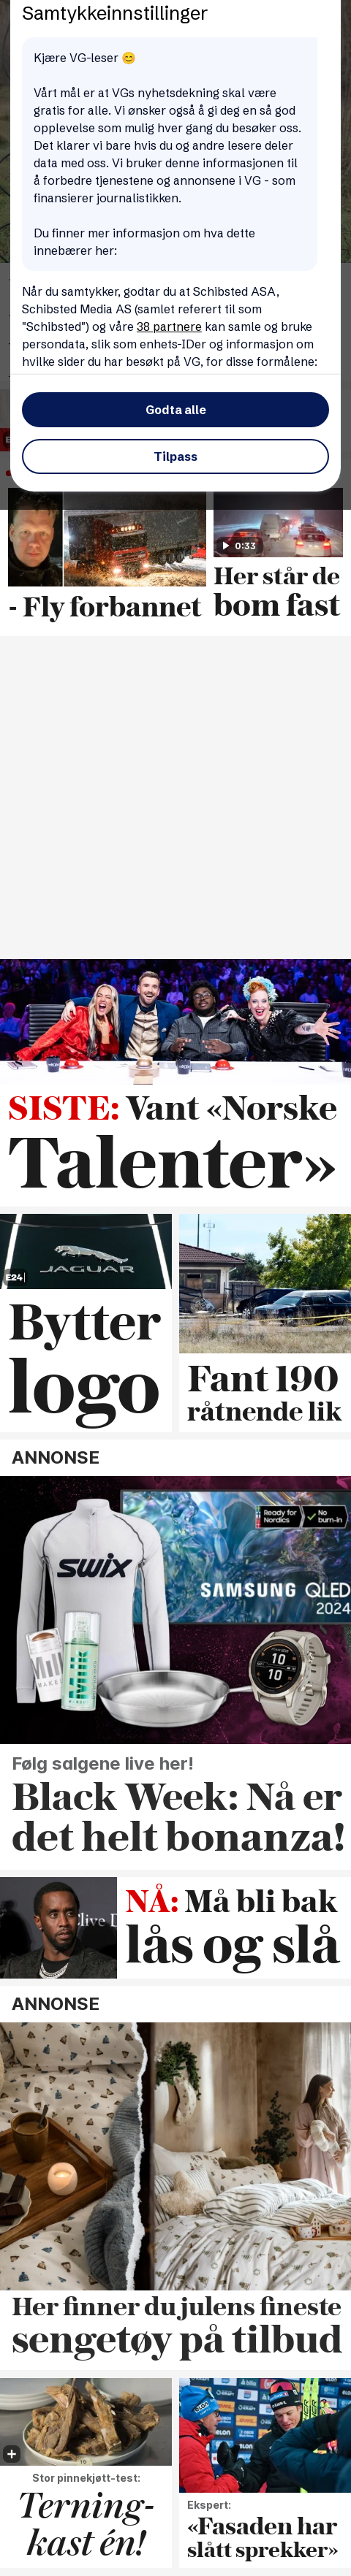 Samtykkeinnstillinger
Kjære VG-leser 😊
Vårt mål er at VGs nyhetsdekning skal være
gratis for alle. Vi ønsker også å gi deg en så god
opplevelse som mulig hver gang du besøker oss.
Det klarer vi bare hvis du og andre lesere deler
data med oss. Vi bruker denne informasjonen til
å forbedre tjenestene og annonsene i VG - som
finansierer journalistikken.
Du finner mer informasjon om hva dette
innebærer her:
Når du samtykker, godtar du at Schibsted ASA,
Schibsted Media AS (samlet referert til som
"Schibsted") og våre 38 partnere kan samle og bruke
persondata, slik som enhets-IDer og informasjon om
hvilke sider du har besøkt på VG, for disse formålene:
Godta alle
Tilpass
0:33
- Fly forbannet
Her står de
bom fast
SISTE: Vant «Norske
Talenter»
JAGUAR
E24
Bytter
logo
Fant 190
råtnende lik
ANNONSE
Ready for
Nordics
No
burn-in
SWIX
SAMSUNG QLED
2024
MILK
Følg salgene live her!
Black Week: Nå er
det helt bonanza!
Clive D
NÅ: Må bli bak
lås og slå
ANNONSE
Her finner du julens fineste
sengetøy på tilbud
Stor pinnekjøtt-test:
Terning-
kast én!
Ekspert:
«Fasaden har
slått sprekker»